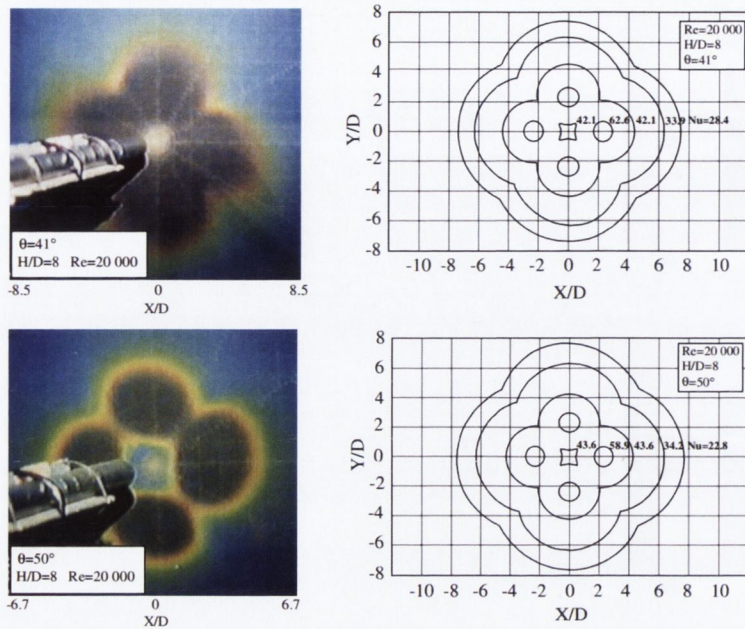 θ=41°
H/D=8 Re=20 000
-8.5 0 8.5
X/D
8
6
4
2
0
-2
-4
-6
-8
Y/D
Re=20 000
H/D=8
θ=41°
42.1 62.6 42.1 33.9 Nu=28.4
-10 -8 -6 -4 -2 0 2 4 6 8 10
X/D
θ=50°
H/D=8 Re=20 000
-6.7 0 6.7
X/D
8
6
4
2
0
-2
-4
-6
-8
Y/D
Re=20 000
H/D=8
θ=50°
43.6 58.9 43.6 34.2 Nu=22.8
-10 -8 -6 -4 -2 0 2 4 6 8 10
X/D